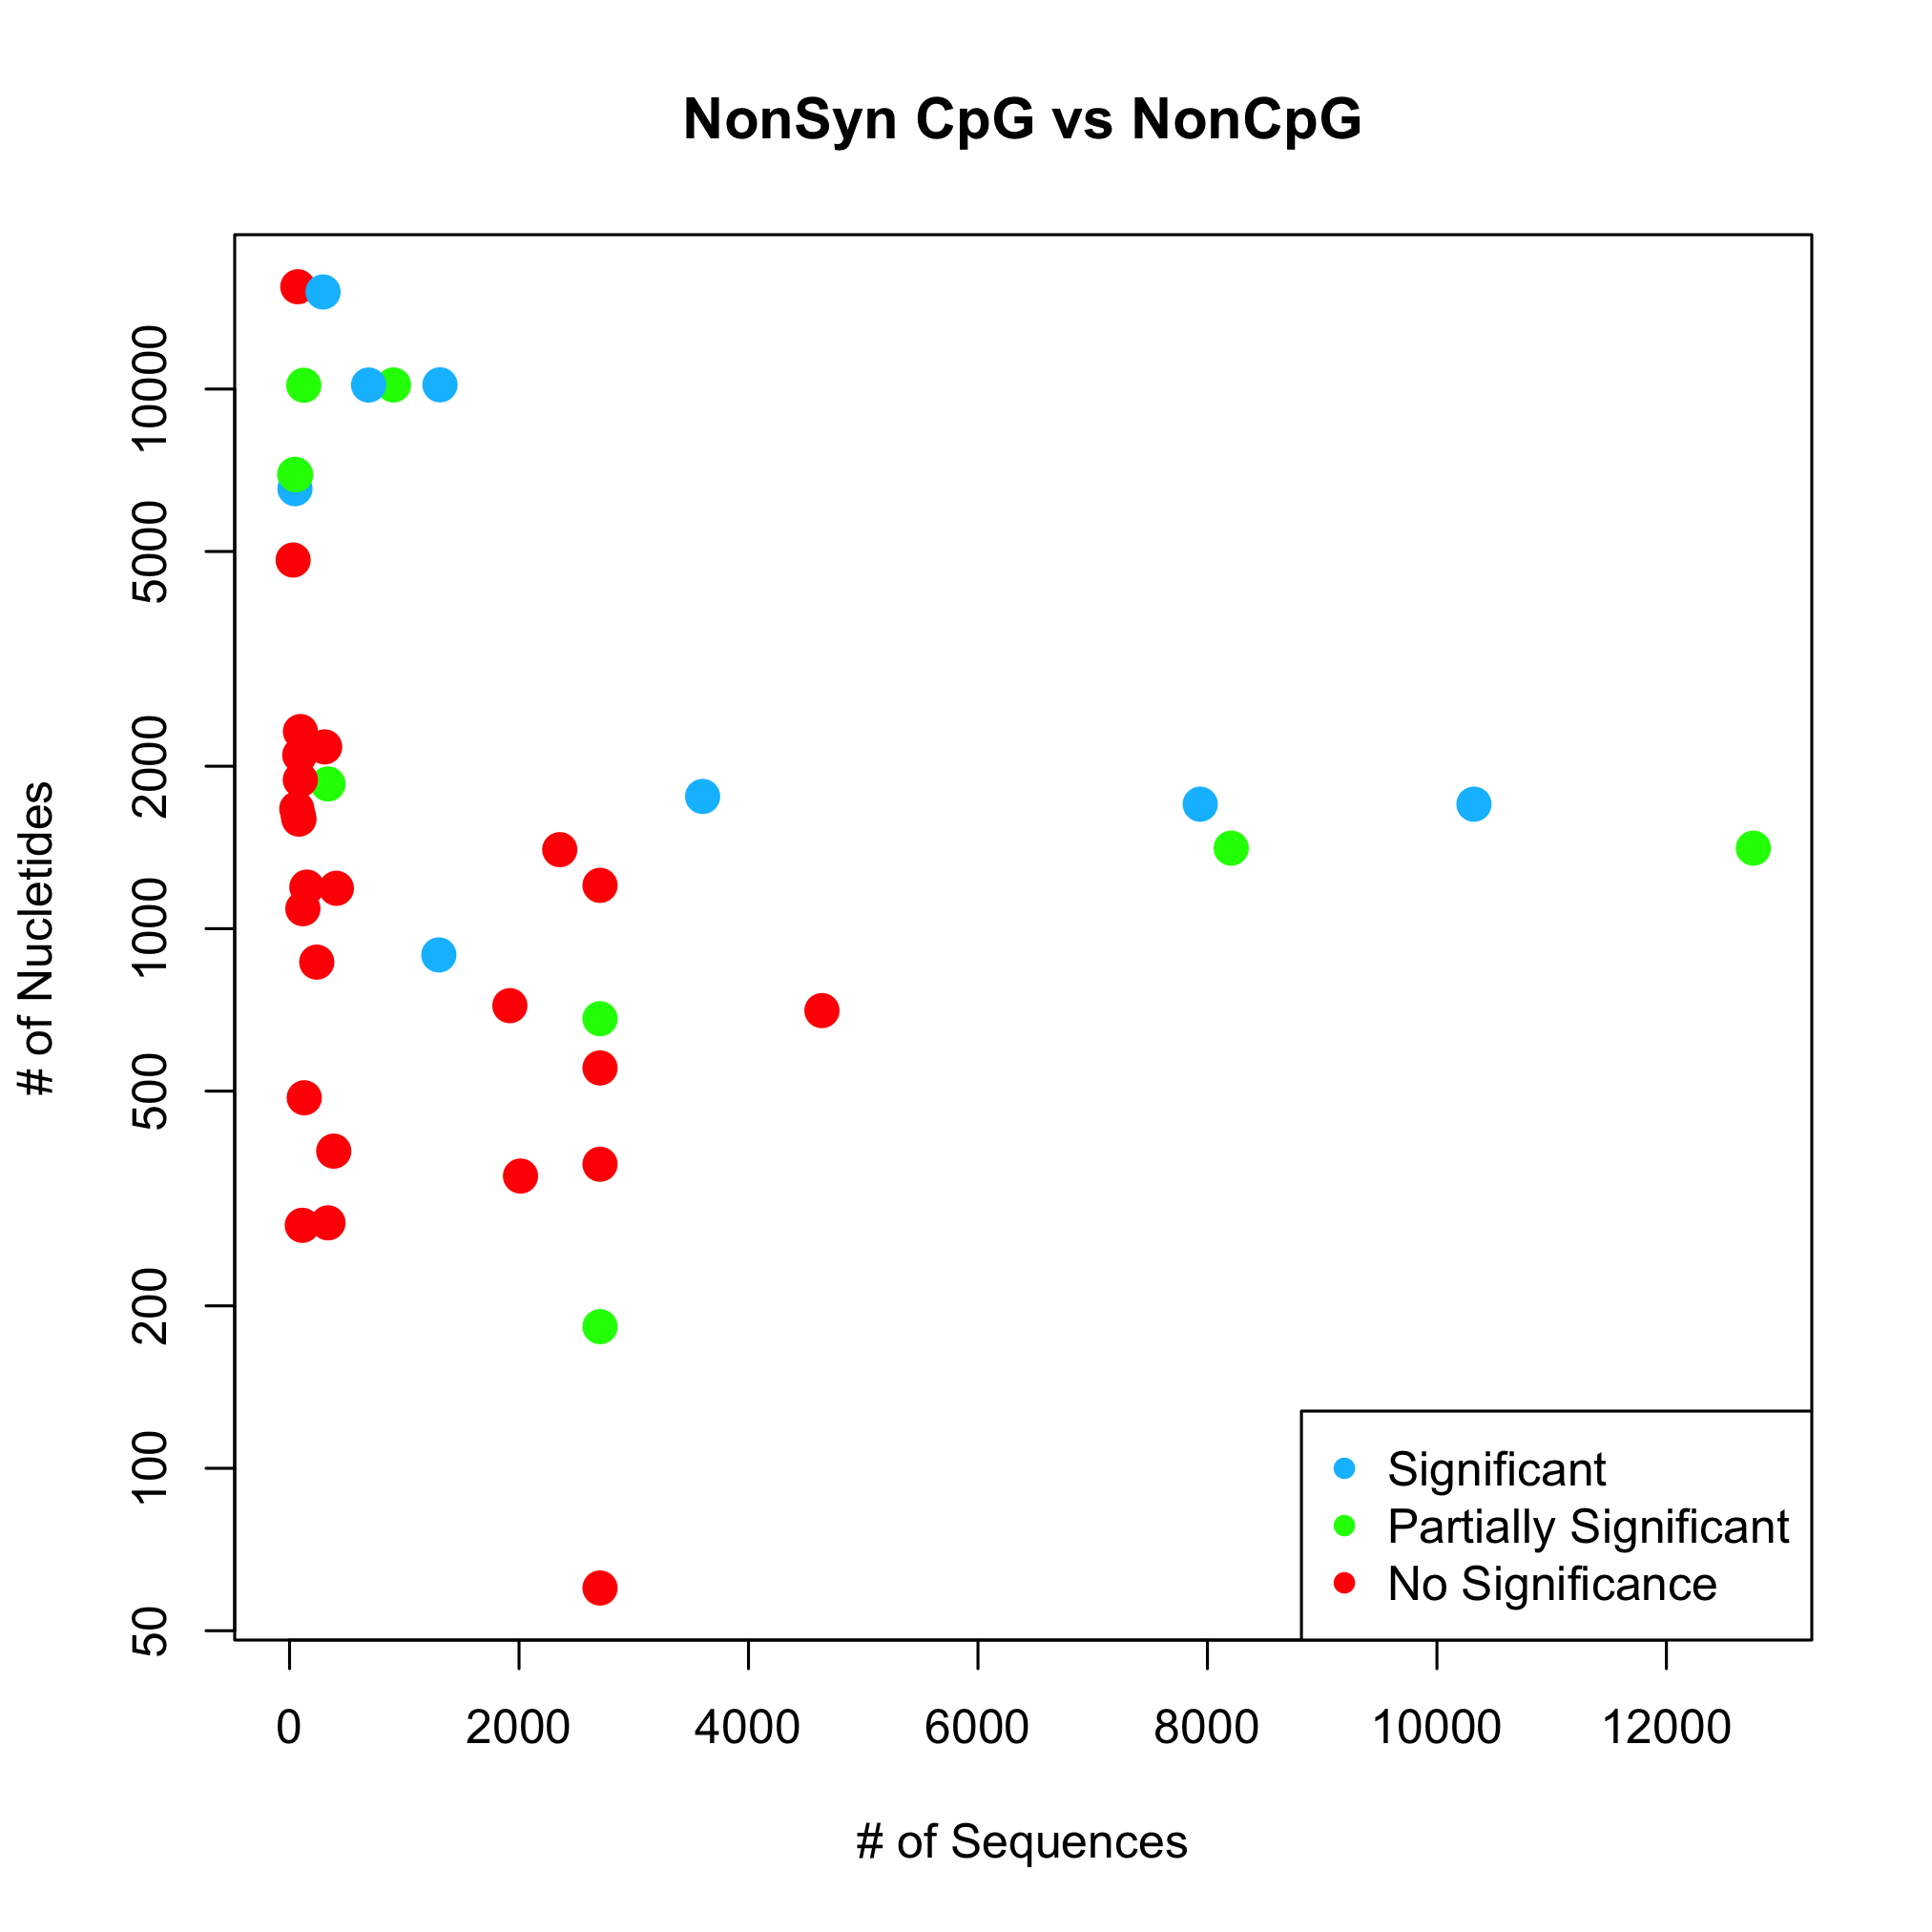 NonSyn CpG vs NonCpG
# of Nucletides
10000
5000
2000
1000
500
200
100
50
Significant
Partially Significant
No Significance
0 2000 4000 6000 8000 10000 12000
# of Sequences